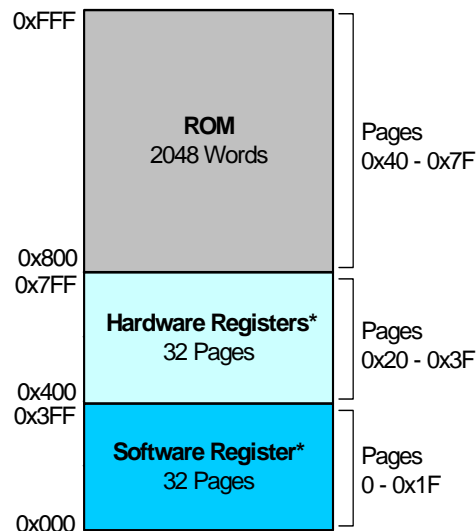 0xFFF
ROM
2048 Words
Pages
0x40 - 0x7F
0x800
0x7FF
Hardware Registers*
32 Pages
Pages
0x20 - 0x3F
0x400
0x3FF
Software Register*
32 Pages
Pages
0 - 0x1F
0x000